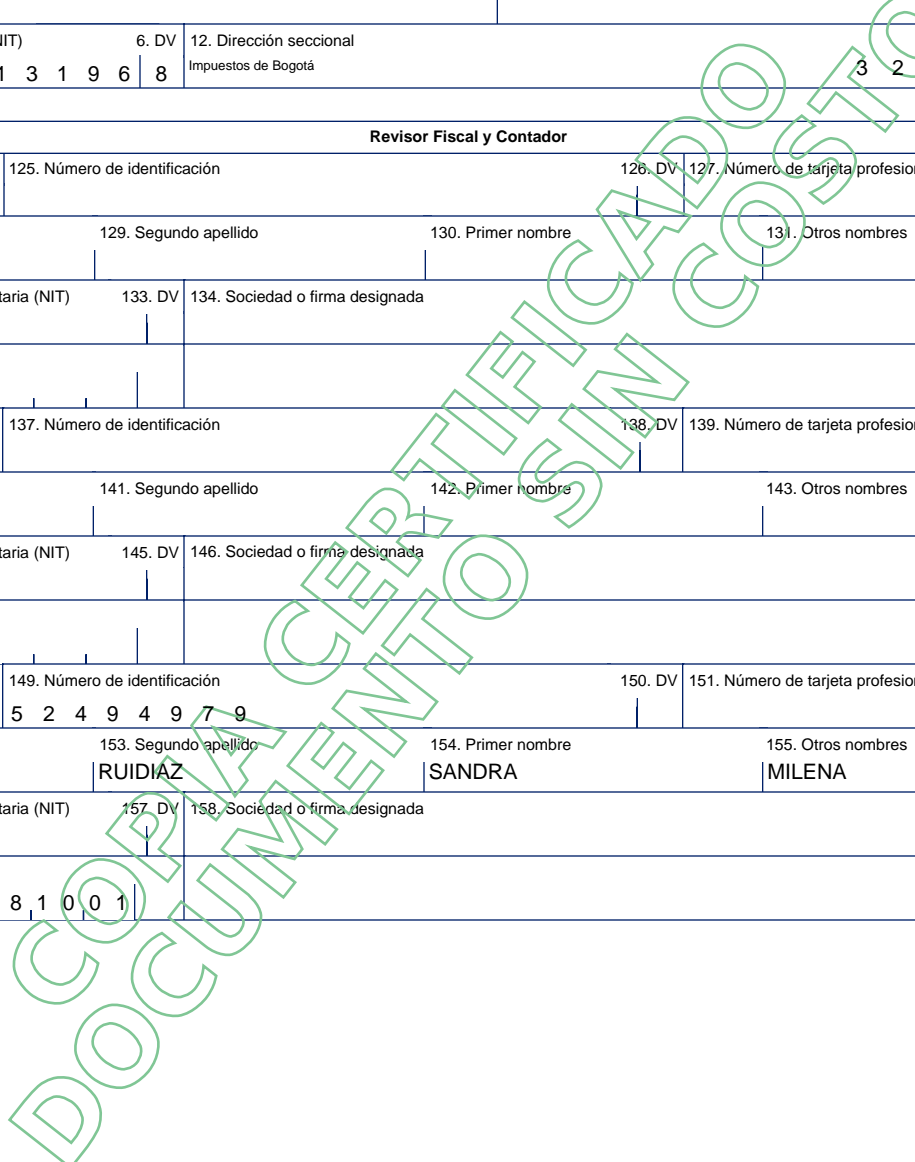 IT) 6. DV 12. Dirección seccional
1 3 1 9 6 8 Impuestos de Bogotá 3 2
Revisor Fiscal y Contador
125. Número de identificación 126. DV 127. Número de tarjeta profesion
129. Segundo apellido 130. Primer nombre 131. Otros nombres
taria (NIT) 133. DV 134. Sociedad o firma designada
137. Número de identificación 138. DV 139. Número de tarjeta profesion
141. Segundo apellido 142. Primer nombre 143. Otros nombres
taria (NIT) 145. DV 146. Sociedad o firma designada
149. Número de identificación 150. DV 151. Número de tarjeta profesion
5 2 4 9 4 9 7 9
153. Segundo apellido 154. Primer nombre 155. Otros nombres
RUIDIAZ SANDRA MILENA
taria (NIT) 157. DV 158. Sociedad o firma designada
8 1 0 0 1
COPIA CERTIFICADO
DOCUMENTO SIN COSTO